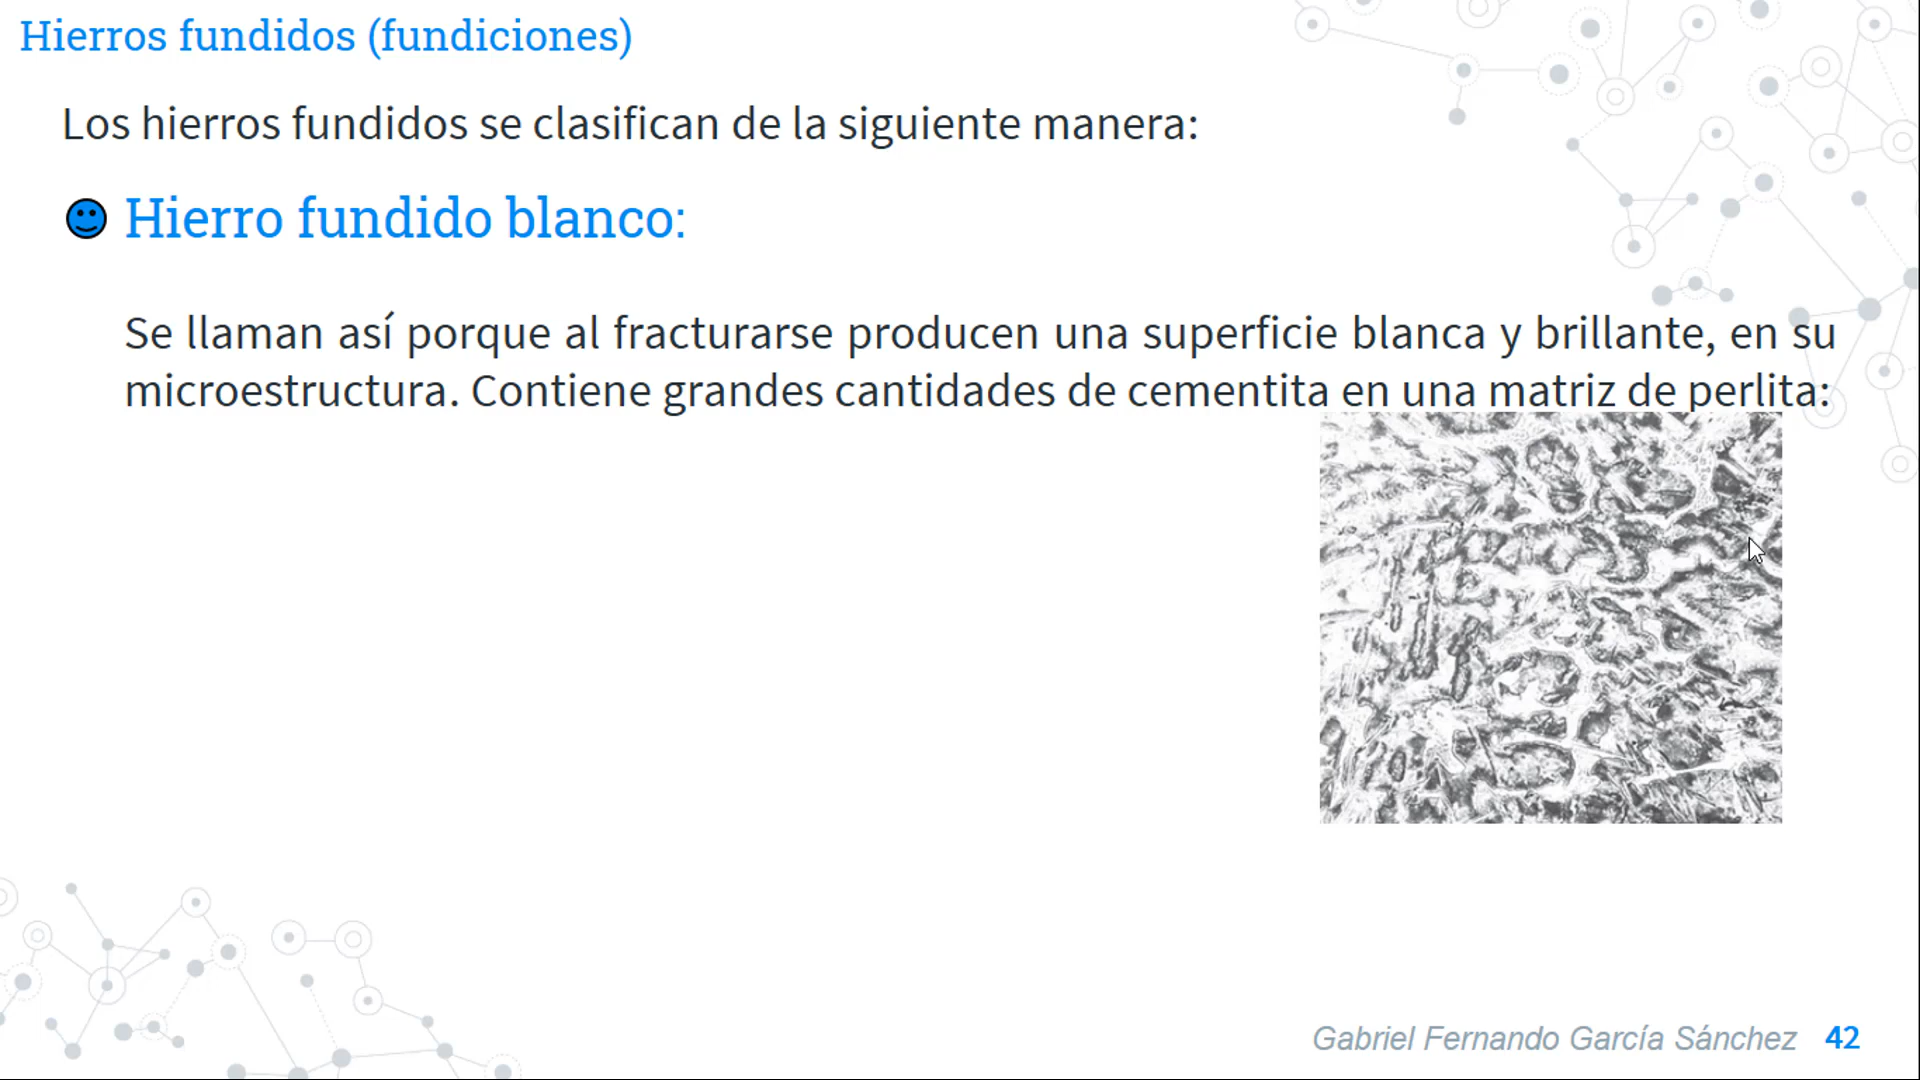 Hierros fundidos (fundiciones)
Los hierros fundidos se clasifican de la siguiente manera:
Hierro fundido blanco:
Se llaman así porque al fracturarse producen una superficie blanca y brillante, en su
microestructura. Contiene grandes cantidades de cementita en una matriz de perlita:
Gabriel Fernando García Sánchez 42